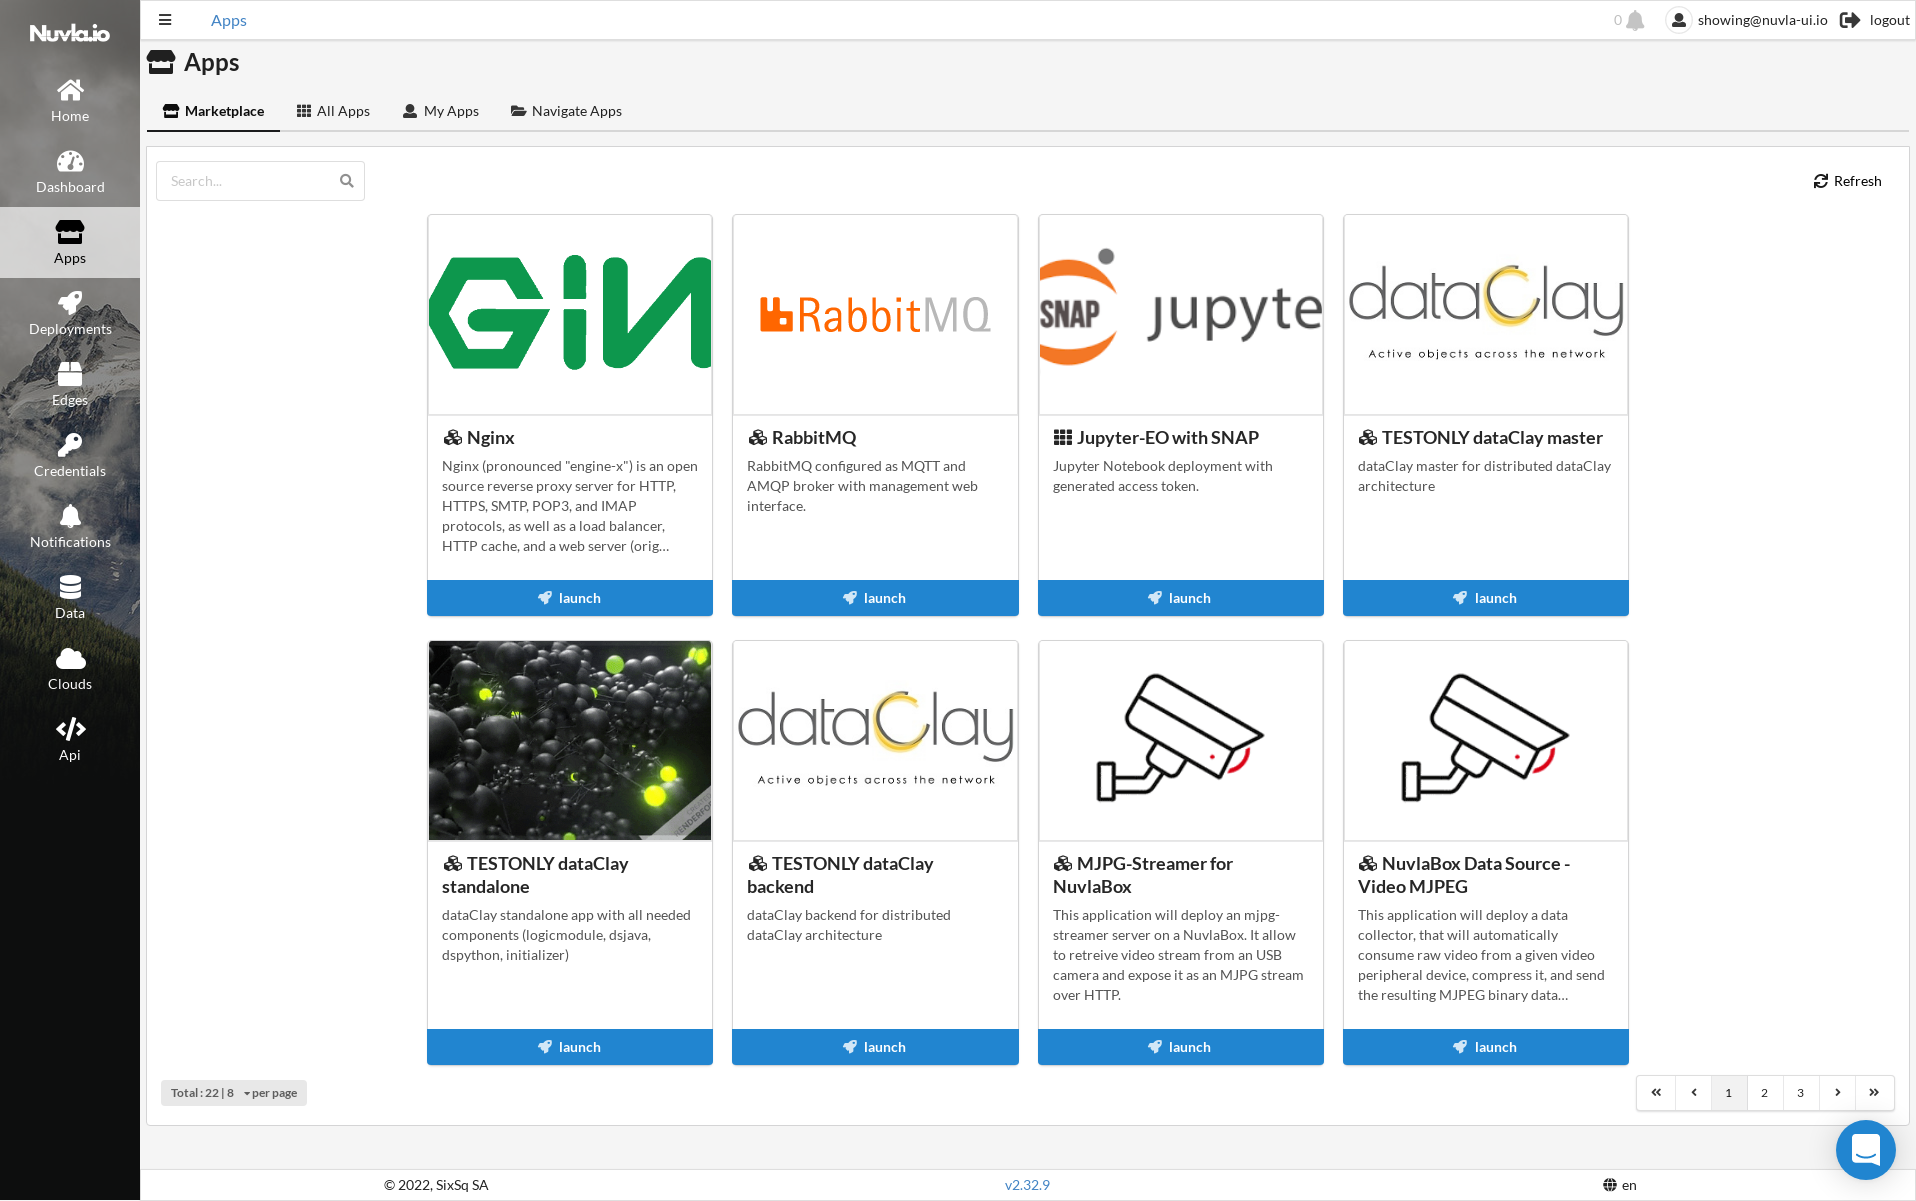 Nuvla.io
Apps
0
showing@nuvla-ui.io
logout
Home
Dashboard
Apps
Deployments
Edges
Credentials
Notifications
Data
Clouds
Api
Apps
Marketplace
All Apps
My Apps
Navigate Apps
Search...
Refresh
GiN
RabbitMQ
SNAP
jupyte
dataClay
Active objects across the network
Nginx
Nginx (pronounced "engine-x") is an open
source reverse proxy server for HTTP,
HTTPS, SMTP, POP3, and IMAP
protocols, as well as a load balancer,
HTTP cache, and a web server (orig...
launch
RabbitMQ
RabbitMQ configured as MQTT and
AMQP broker with management web
interface.
launch
Jupyter-EO with SNAP
Jupyter Notebook deployment with
generated access token.
launch
TESTONLY dataClay master
dataClay master for distributed dataClay
architecture
launch
TESTONLY dataClay
standalone
dataClay standalone app with all needed
components (logicmodule, dsjava,
dspython, initializer)
launch
dataClay
Active objects across the network
TESTONLY dataClay
backend
dataClay backend for distributed
dataClay architecture
launch
MJPG-Streamer for
NuvlaBox
This application will deploy an mjpg-
streamer server on a NuvlaBox. It allow
to retreive video stream from an USB
camera and expose it as an MJPG stream
over HTTP.
launch
NuvlaBox Data Source -
Video MJPEG
This application will deploy a data
collector, that will automatically
consume raw video from a given video
peripheral device, compress it, and send
the resulting MJPEG binary data...
launch
Total : 22 | 8 per page
1
2
3
© 2022, SixSq SA
v2.32.9
en